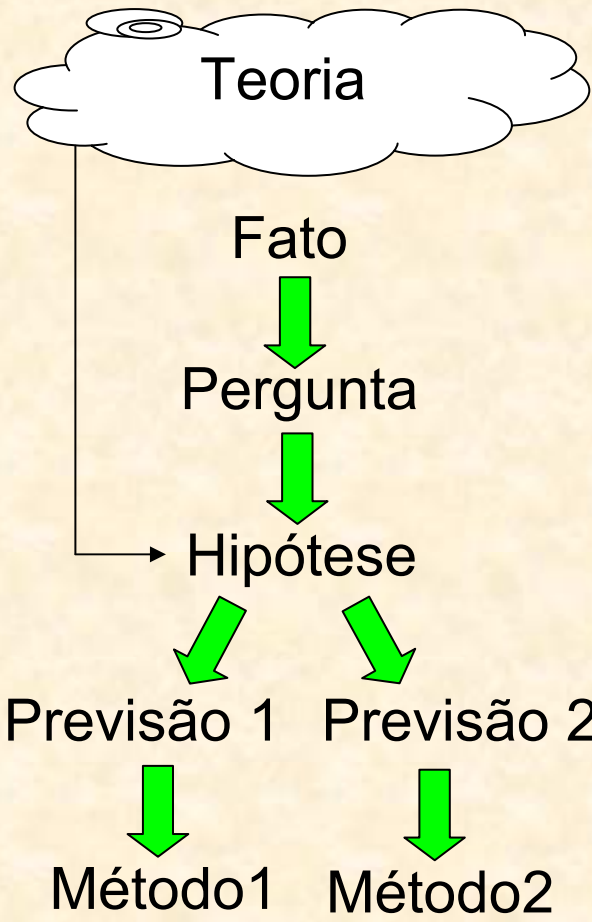 Teoria
Fato
Pergunta
Hipótese
Previsão 1 Previsão 2
Método1 Método2